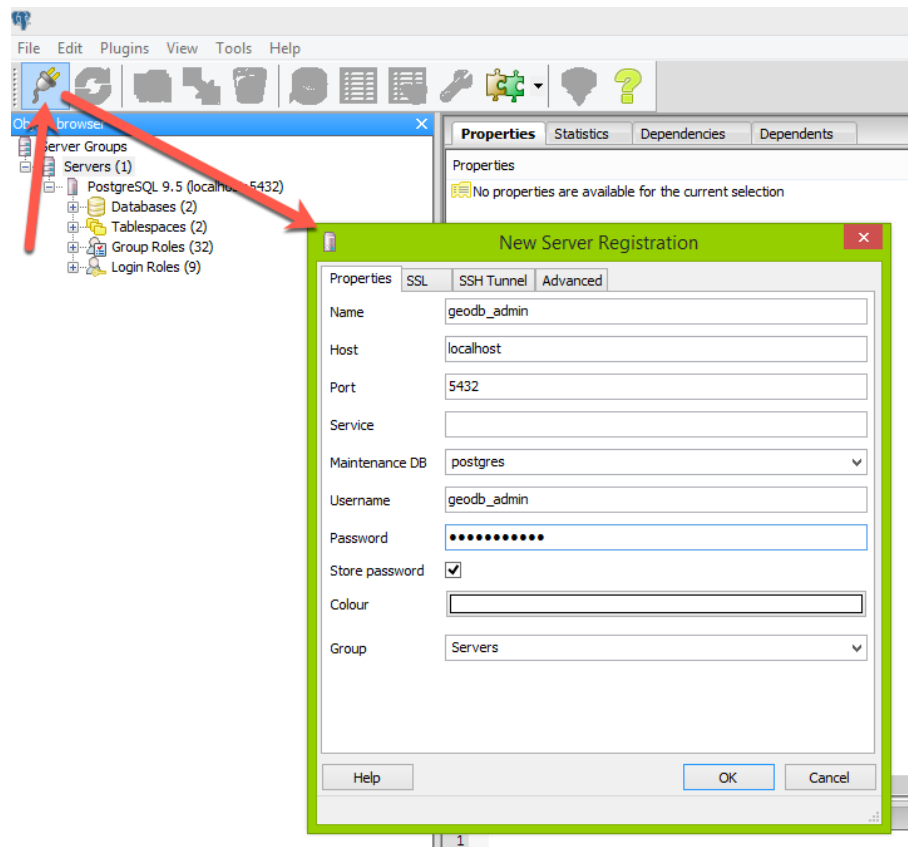 File Edit Plugins View Tools Help
browser
Server Groups
Servers (1)
PostgreSQL 9.5 (localhost:5432)
Databases (2)
Tablespaces (2)
Group Roles (32)
Login Roles (9)
Properties Statistics Dependencies Dependents
Properties
No properties are available for the current selection
New Server Registration
Properties SSL SSH Tunnel Advanced
Name geodb_admin
Host localhost
Port 5432
Service
Maintenance DB postgres
Username geodb_admin
Password •••••••••••
Store password
Colour
Group Servers
Help OK Cancel
1